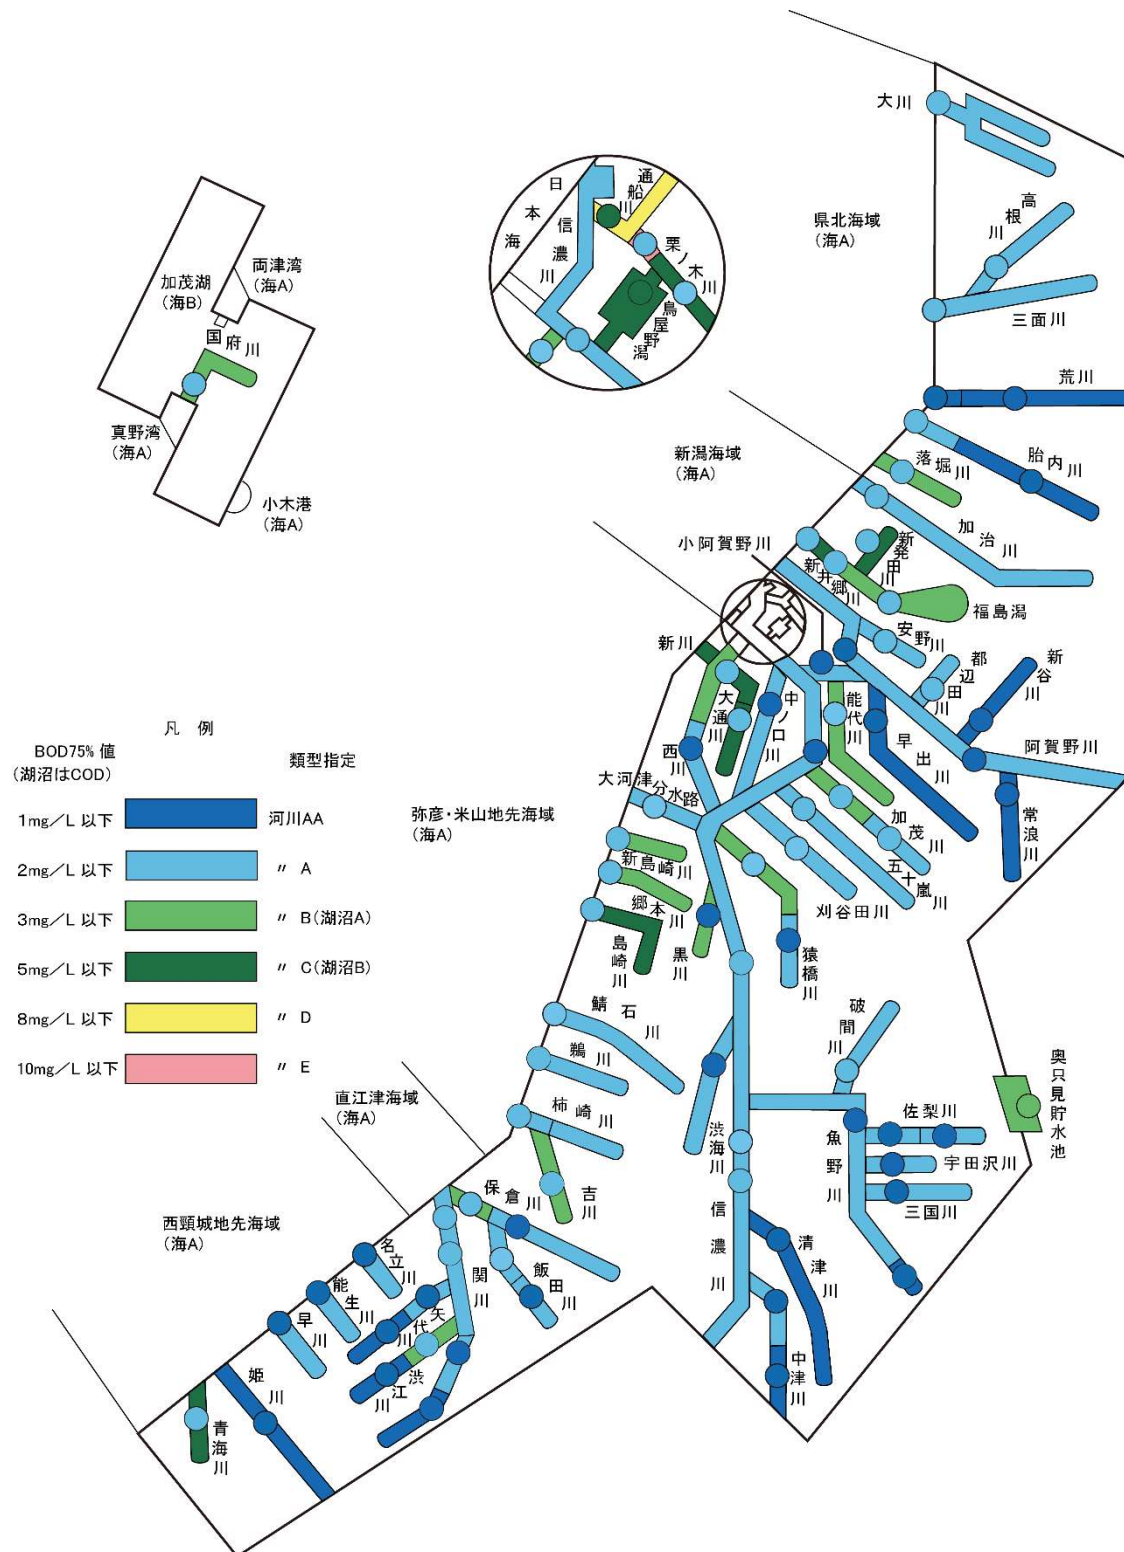 大川
高根川
県北海域
(海A)
三面川
荒川
日本海
信濃川
通船川
栗ノ木川
鳥屋野潟
両津湾
(海A)
加茂湖
(海B)
国府川
真野湾
(海A)
小木港
(海A)
新潟海域
(海A)
胎内川
落堀川
加治川
小阿賀野川
新発田川
新井郷川
福島潟
安野川
都辺田川
新谷川
阿賀野川
常浪川
新川
大通川
西川
中ノ口川
能代川
早出川
大河津分水路
加茂川
五十嵐川
刈谷田川
弥彦・米山地先海域
(海A)
新島崎川
郷本川
島崎川
黒川
猿橋川
凡 例
BOD75% 値
(湖沼はCOD)
類型指定
1mg/L 以下 河川AA
2mg/L 以下 〃 A
3mg/L 以下 〃 B(湖沼A)
5mg/L 以下 〃 C(湖沼B)
8mg/L 以下 〃 D
10mg/L 以下 〃 E
鯖石川
鵜川
柿崎川
吉川
破間川
奥只見貯水池
佐梨川
宇田沢川
三国川
魚野川
渋海川
信濃川
清津川
中津川
直江津海域
(海A)
西頸城地先海域
(海A)
保倉川
飯田川
関川
矢代川
渋江川
名立川
能生川
早川
姫川
青海川